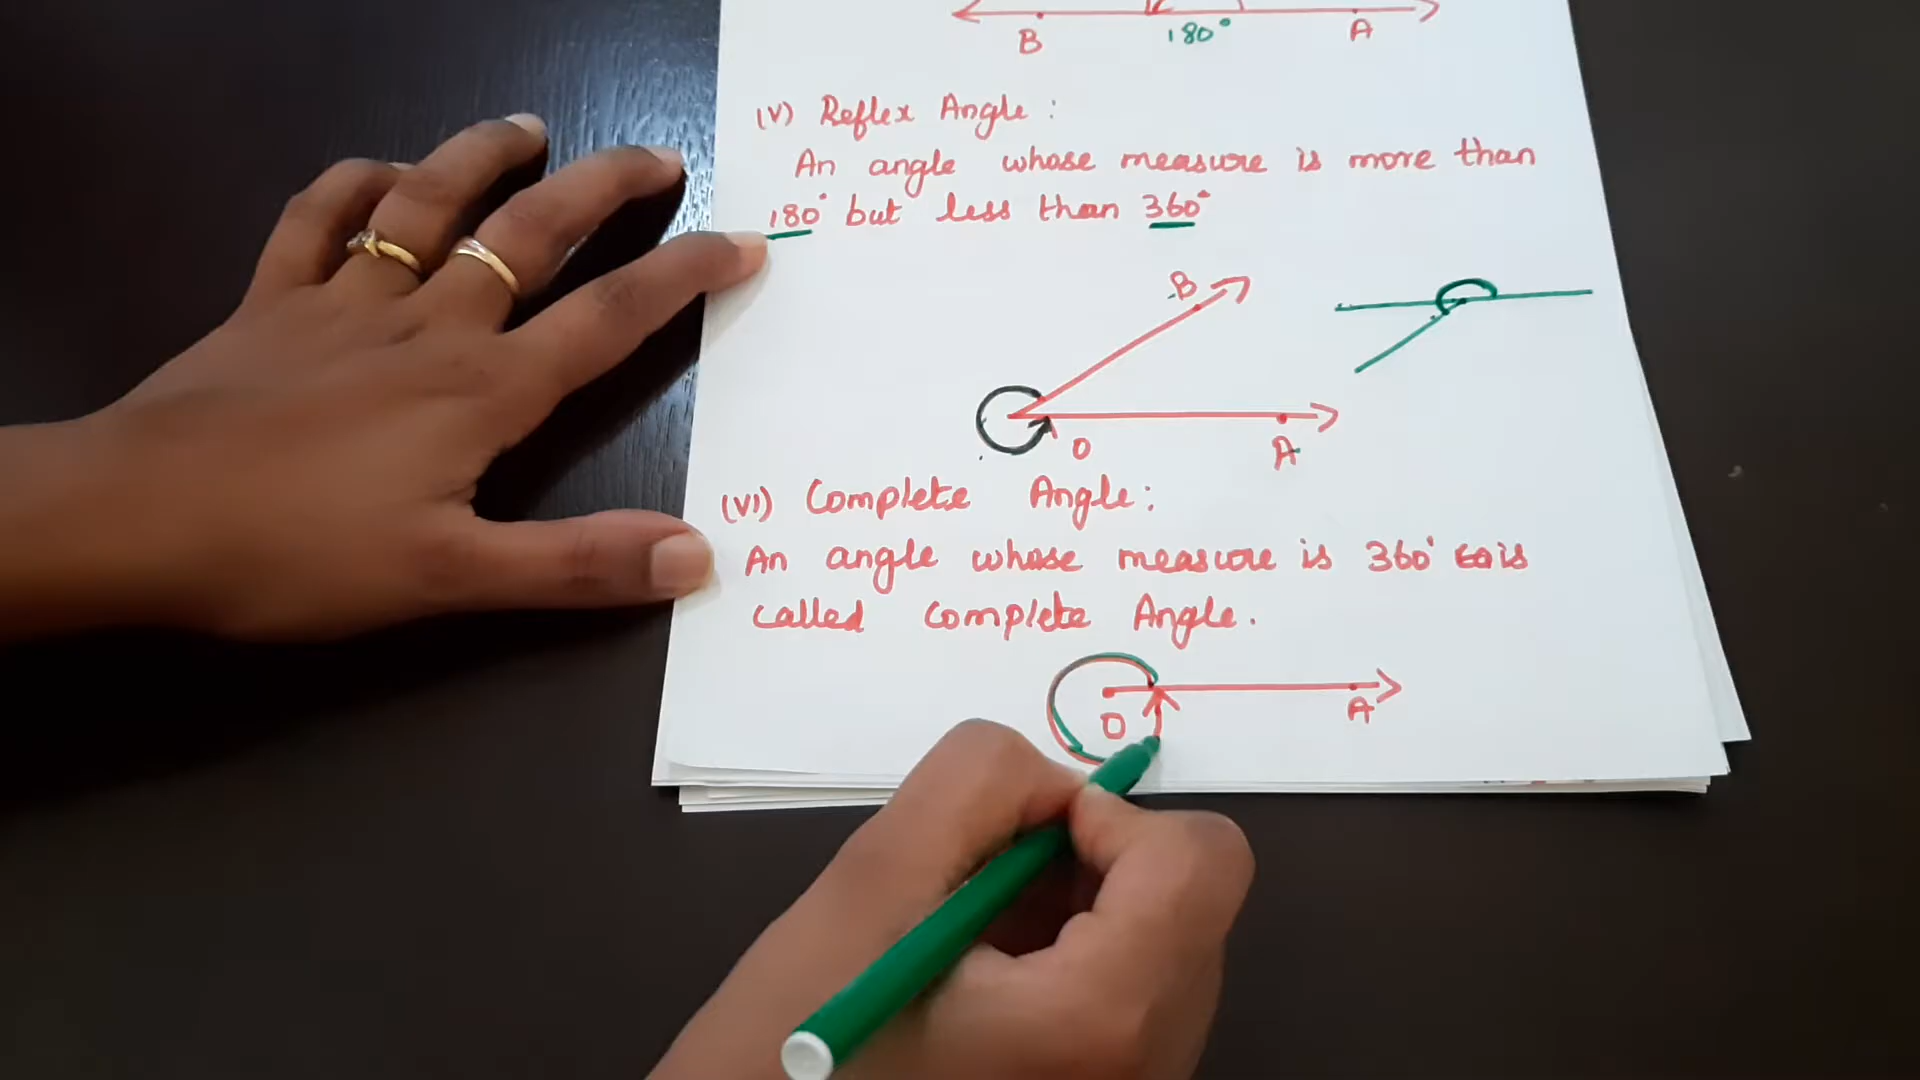 B 180° A
(V) Reflex Angle :
An angle whose measure is more than
180° but less than 360°
B
O A
(VI) Complete Angle :
An angle whose measure is 360° is
called Complete Angle.
O A